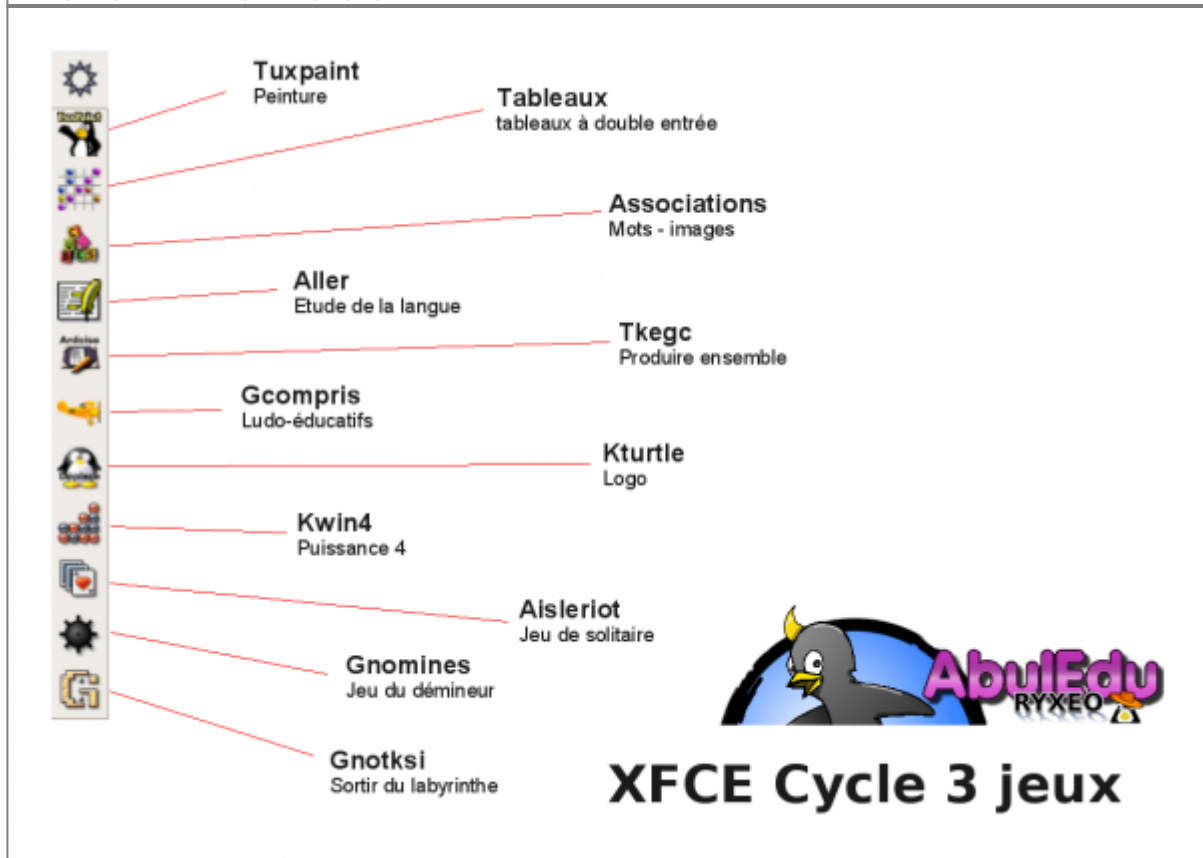 Tuxpaint
Peinture
Tableaux
tableaux à double entrée
Associations
Mots - images
Aller
Etude de la langue
Ardoise
Tkegc
Produire ensemble
Gcompris
Ludo-éducatifs
Kturtle
Logo
Kwin4
Puissance 4
Aisleriot
Jeu de solitaire
Gnomines
Jeu du démineur
Gnotksi
Sortir du labyrinthe
AbulEdu
RYXEO
XFCE Cycle 3 jeux